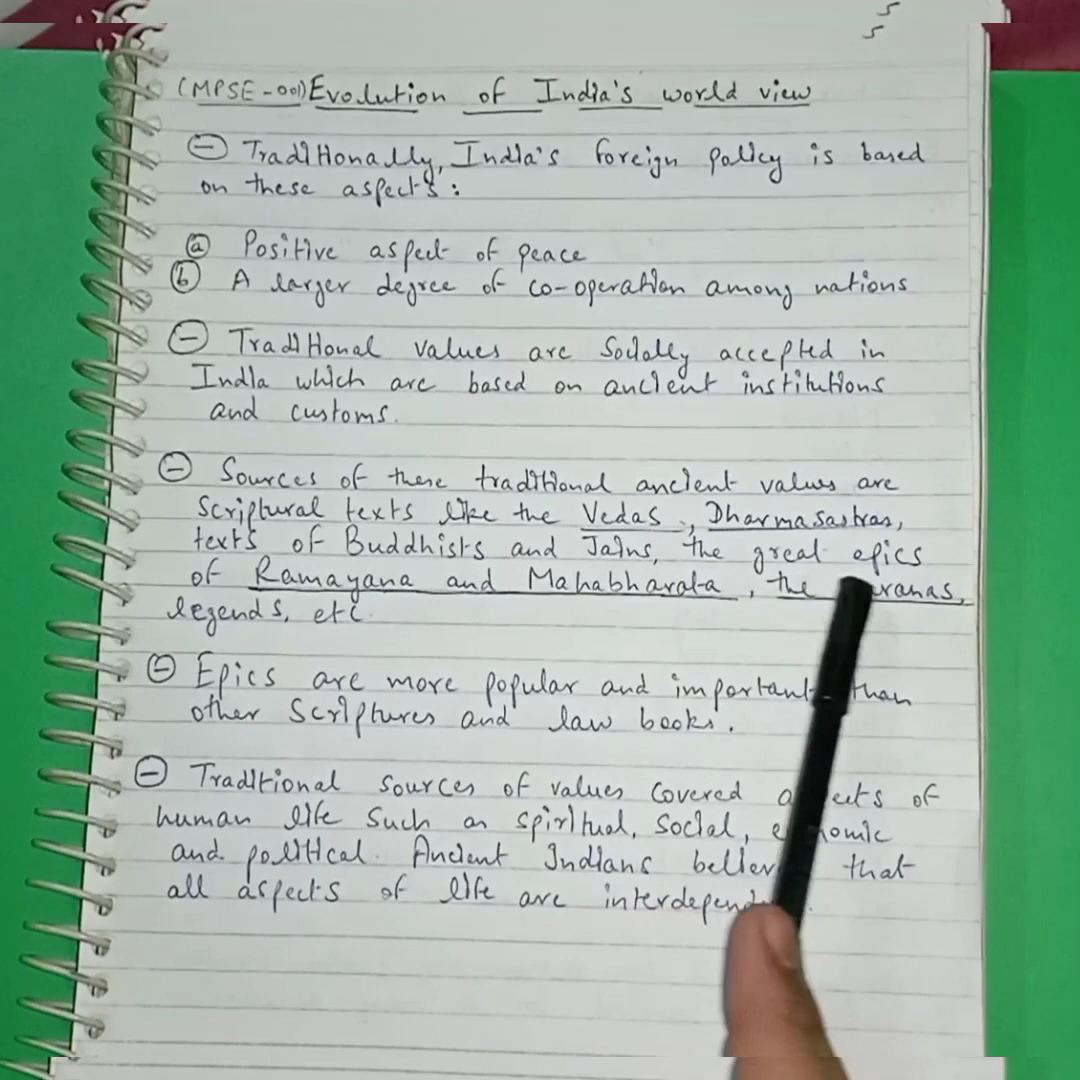 (MPSE-001) Evolution of India's world view
⊖ Traditionally, India's foreign policy is based
on these aspects:
ⓐ Positive aspect of peace
ⓑ A larger degree of co-operation among nations
⊖ Traditional values are Socially accepted in
India which are based on ancient institutions
and customs.
⊖ Sources of these traditional ancient values are
Scriptural texts like the Vedas, Dharmasastras,
texts of Buddhists and Jains, the great epics
of Ramayana and Mahabharata, the
legends, etc
⊖ Epics are more popular and important than
other Scriptures and law books.
⊖ Traditional sources of values covered of
human life Such as spiritual, Social,
and political. Ancient Indians that
all aspects of life are